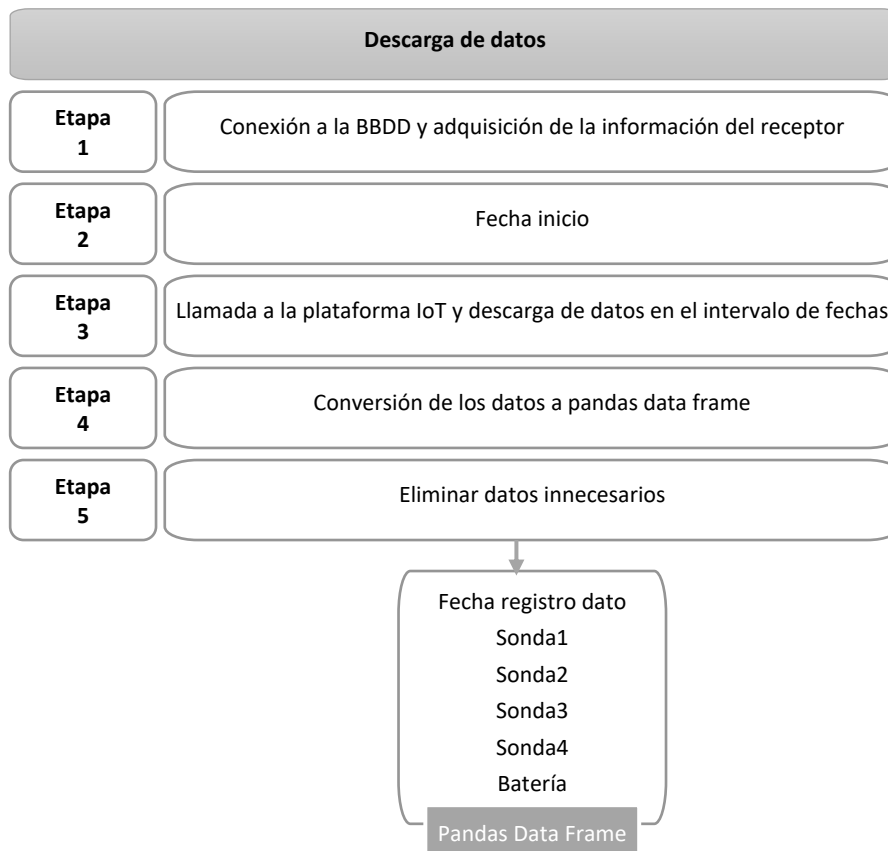 Descarga de datos
Etapa
1
Conexión a la BBDD y adquisición de la información del receptor
Etapa
2
Fecha inicio
Etapa
3
Llamada a la plataforma IoT y descarga de datos en el intervalo de fechas
Etapa
4
Conversión de los datos a pandas data frame
Etapa
5
Eliminar datos innecesarios
Fecha registro dato
Sonda1
Sonda2
Sonda3
Sonda4
Batería
Pandas Data Frame